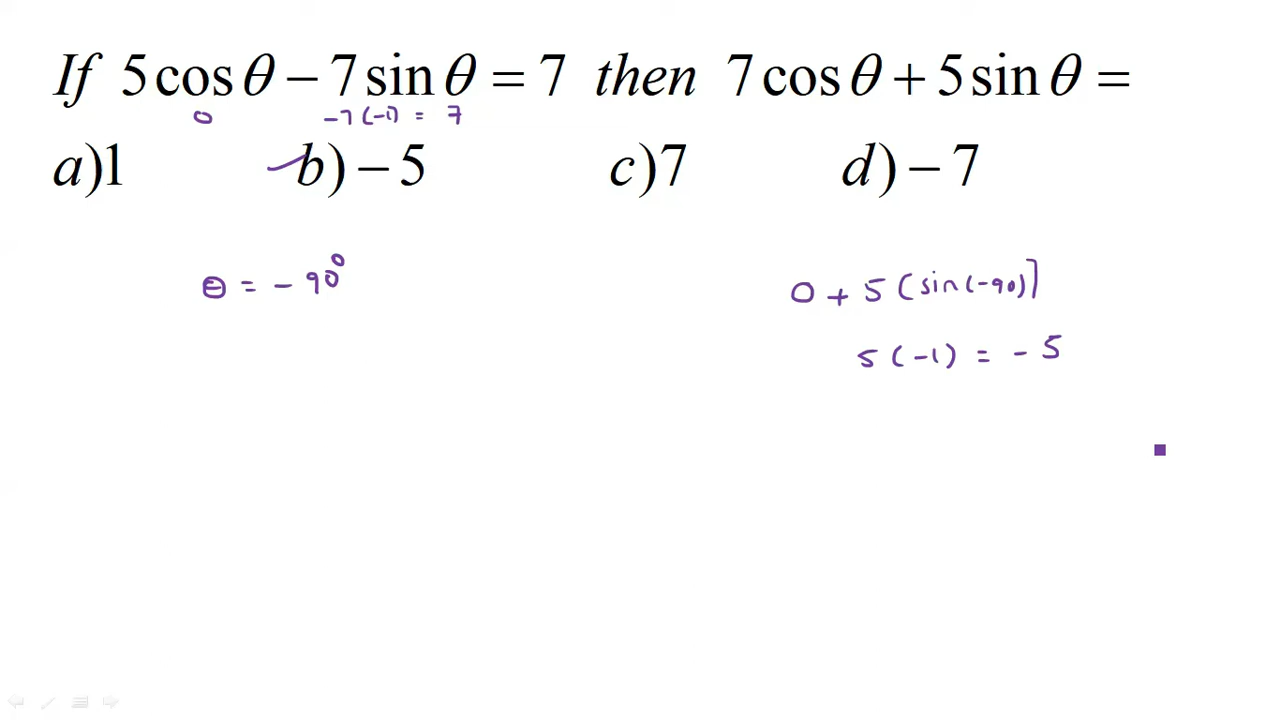 If 5cosθ − 7sinθ = 7 then 7cosθ + 5sinθ =
0 −7(−1) = 7
a)1 b)−5 c)7 d)−7
θ = −90⁰ 0 + 5(sin(−90)]
5(−1) = −5